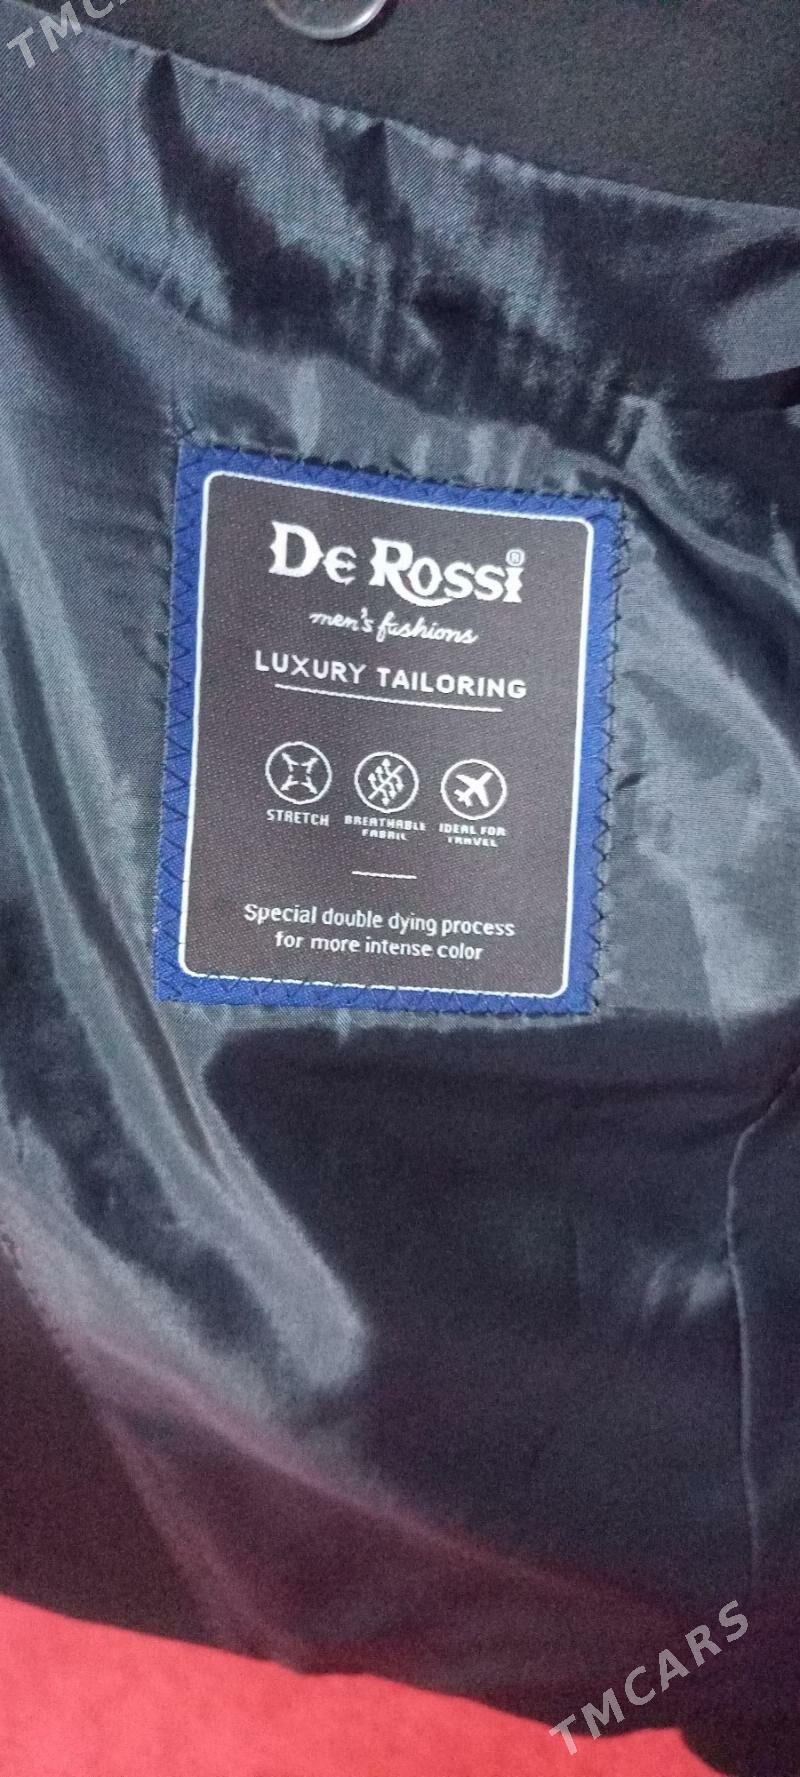 TMCA
De Rossi®
men's fashions
LUXURY TAILORING
STRETCH
BREATHABLE
FABRIC
IDEAL FOR
TRAVEL
Special double dying process
for more intense color
TMCARS